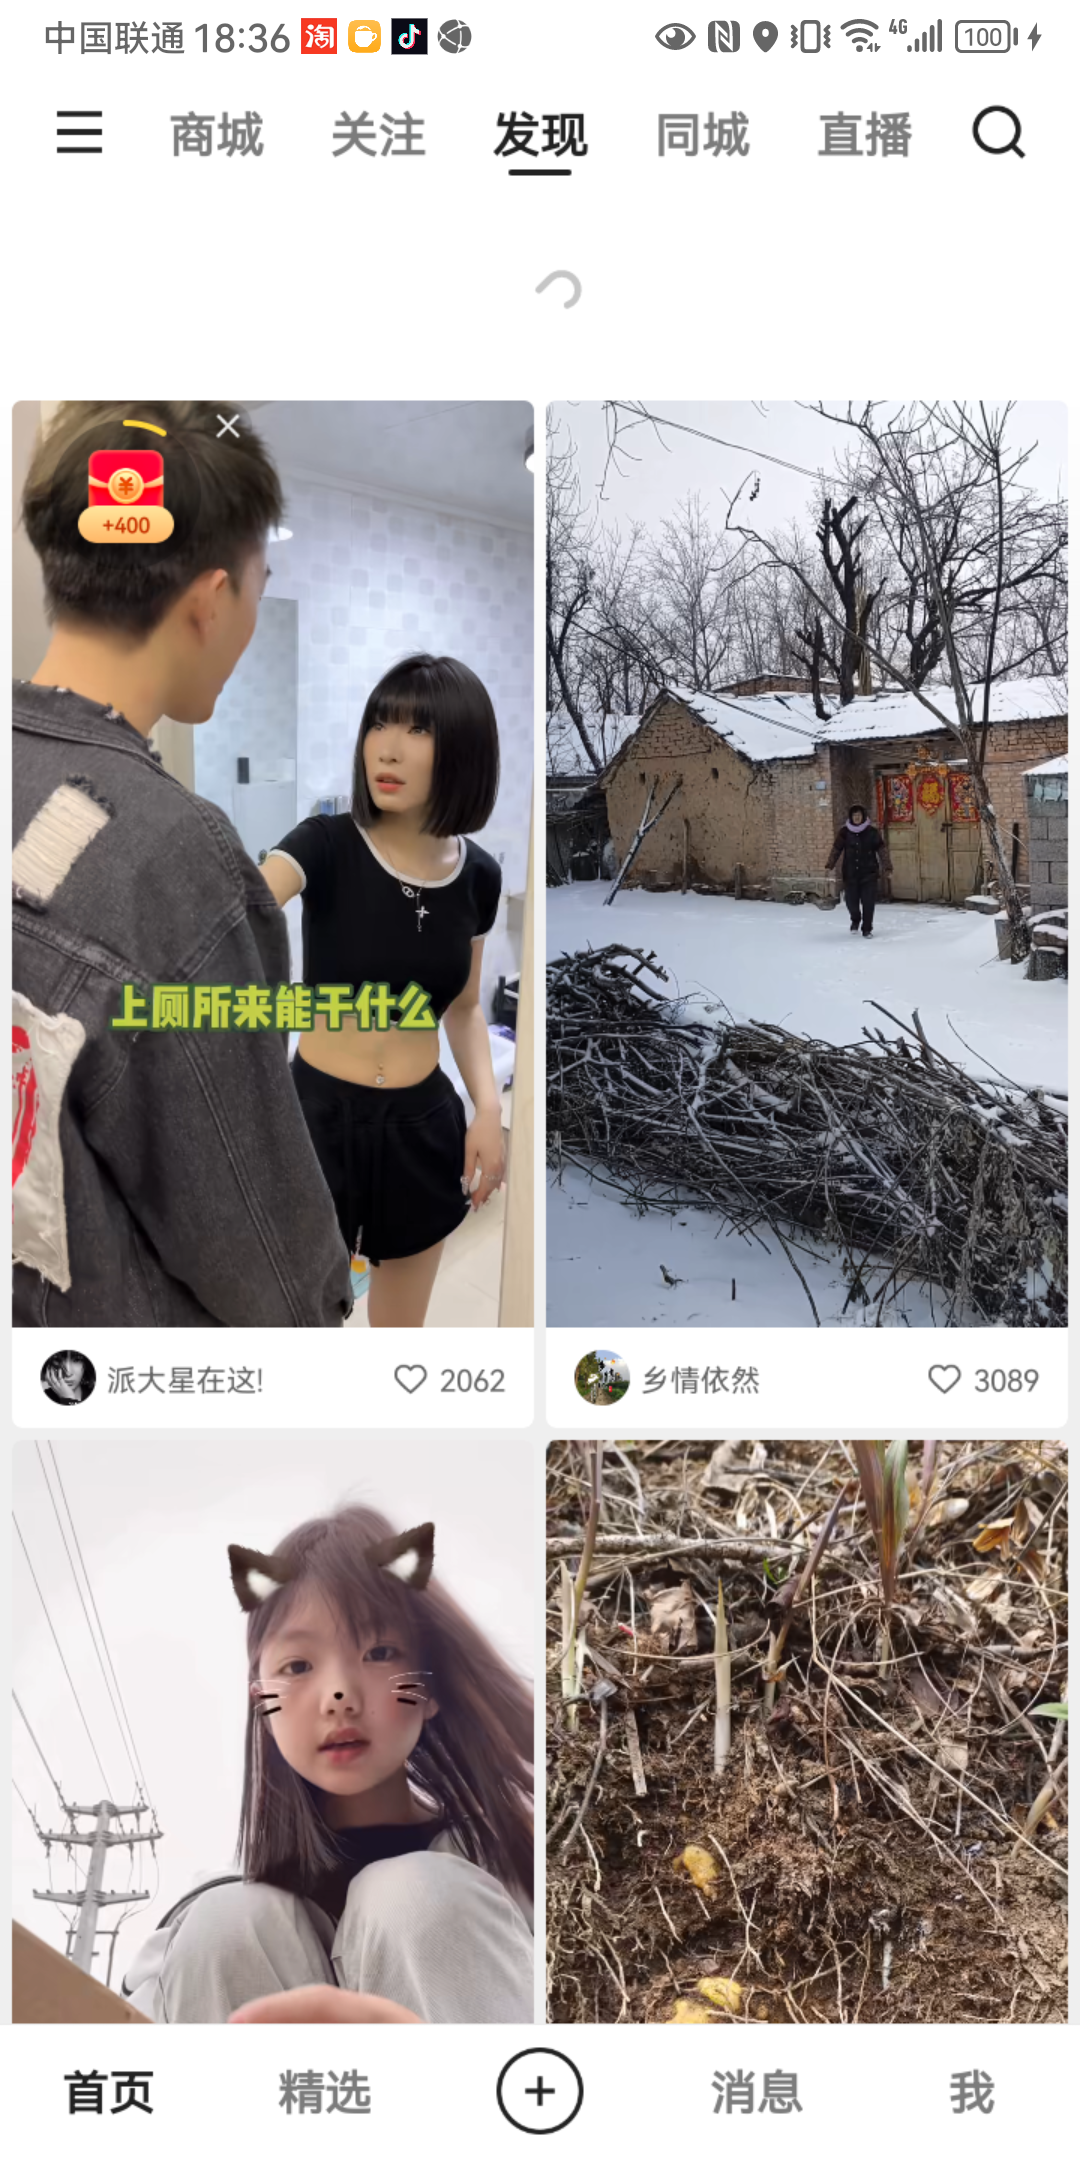 中国联通 18:36 淘 4G 100
商城 关注 发现 同城 直播
+400
上厕所来能干什么
派大星在这! 2062 乡情依然 3089
首页 精选 消息 我